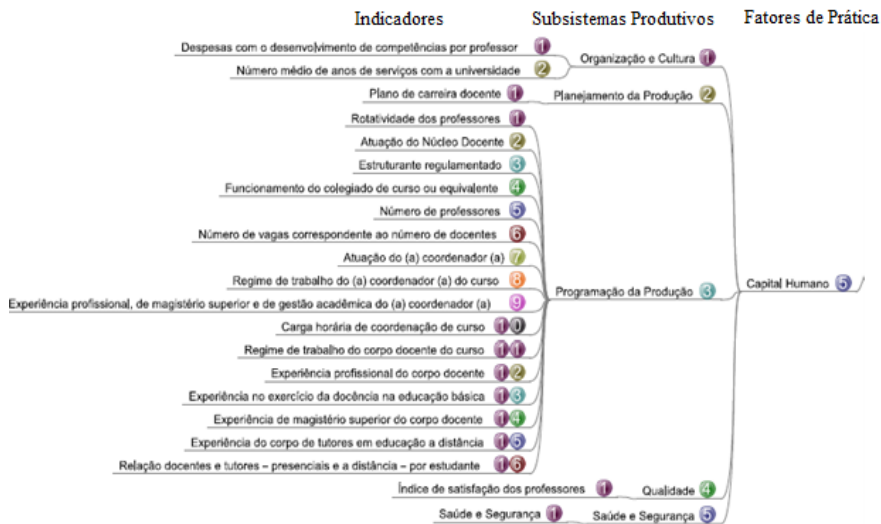 Indicadores Subsistemas Produtivos Fatores de Prática
Despesas com o desenvolvimento de competências por professor 1
Organização e Cultura 1
Número médio de anos de serviços com a universidade 2
Plano de carreira docente 1 Planejamento da Produção 2
Rotatividade dos professores 1
Atuação do Núcleo Docente 2
Estruturante regulamentado 3
Funcionamento do colegiado de curso ou equivalente 4
Número de professores 5
Número de vagas correspondente ao número de docentes 6
Atuação do (a) coordenador (a) 7
Regime de trabalho do (a) coordenador (a) do curso 8
Programação da Produção 3
Capital Humano 5
Experiência profissional, de magistério superior e de gestão acadêmica do (a) coordenador (a) 9
Carga horária de coordenação de curso 10
Regime de trabalho do corpo docente do curso 11
Experiência profissional do corpo docente 12
Experiência no exercício da docência na educação básica 13
Experiência de magistério superior do corpo docente 14
Experiência do corpo de tutores em educação a distância 15
Relação docentes e tutores – presenciais e a distância – por estudante 16
Índice de satisfação dos professores 1 Qualidade 4
Saúde e Segurança 1 Saúde e Segurança 5